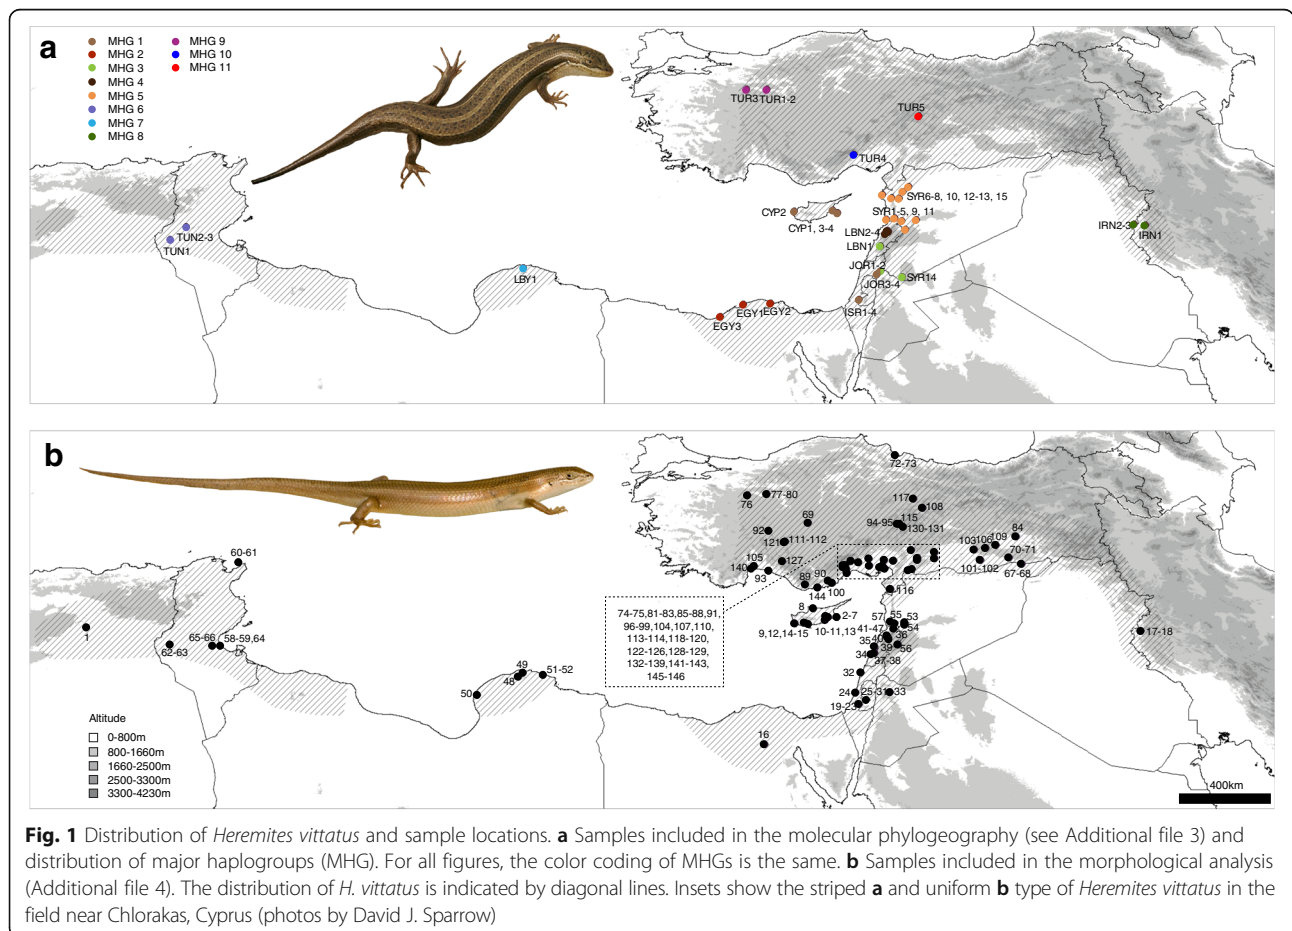 a
MHG 1
MHG 2
MHG 3
MHG 4
MHG 5
MHG 6
MHG 7
MHG 8
MHG 9
MHG 10
MHG 11
TUR3
TUR1-2
TUR5
TUR4
SYR6-8, 10, 12-13, 15
CYP2
CYP1, 3-4
SYR1-5, 9, 11
LBN2-4
LBN1
JOR1-2
SYR14
JOR3-4
ISR1-4
IRN2-3
IRN1
TUN2-3
TUN1
LBY1
EGY1
EGY2
EGY3
b
72-73
76
77-80
69
117
108
115
94-95
130-131
92
121
111-112
84
103
106
109
105
140
127
93
70-71
101-102
67-68
89
90
100
144
116
60-61
8
2-7
9,12,14-15
10-11,13
57
55
53
41-47
54
40
36
35
39
56
34
37-38
32
24
25-31
33
19-23
17-18
1
65-66
58-59,64
62-63
49
48
51-52
50
16
74-75,81-83,85-88,91,
96-99,104,107,110,
113-114,118-120,
122-126,128-129,
132-139,141-143,
145-146
Altitude
0-800m
800-1660m
1660-2500m
2500-3300m
3300-4230m
400km
Fig. 1 Distribution of Heremites vittatus and sample locations. a Samples included in the molecular phylogeography (see Additional file 3) and
distribution of major haplogroups (MHG). For all figures, the color coding of MHGs is the same. b Samples included in the morphological analysis
(Additional file 4). The distribution of H. vittatus is indicated by diagonal lines. Insets show the striped a and uniform b type of Heremites vittatus in the
field near Chlorakas, Cyprus (photos by David J. Sparrow)